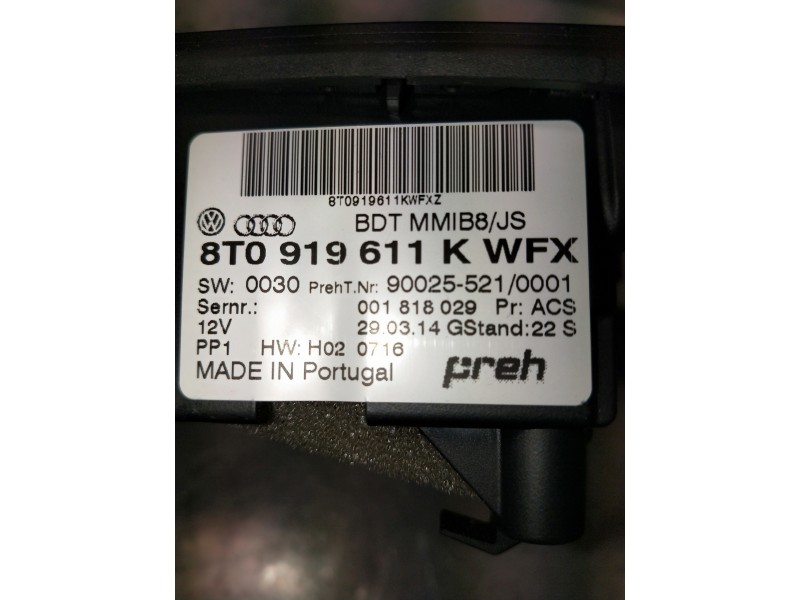 8T0919611KWFXZ
BDT MMIB8/JS
8T0 919 611 K WFX
SW: 0030 PrehT.Nr: 90025-521/0001
Sernr.: 001 818 029 Pr: ACS
12V 29.03.14 GStand:22 S
PP1 HW: H02 0716
MADE IN Portugal preh